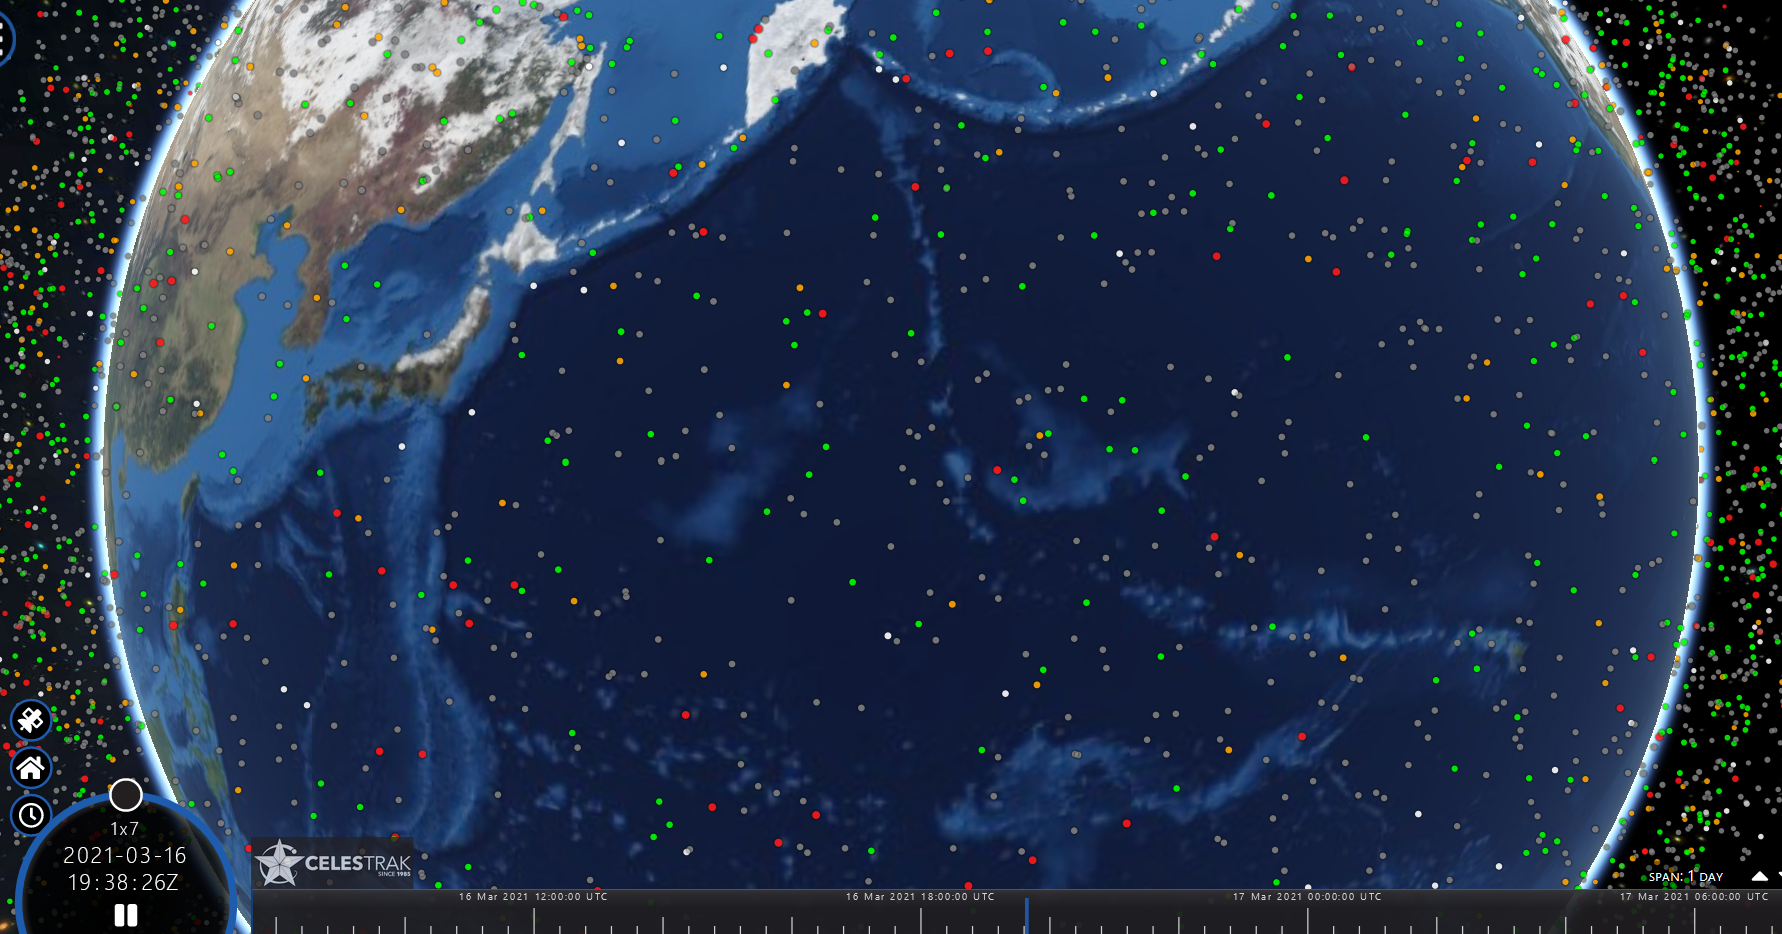 1x7
2021-03-16
19:38:26Z
CELESTRAK
SINCE 1985
SPAN: 1 DAY
16 Mar 2021 12:00:00 UTC
16 Mar 2021 18:00:00 UTC
17 Mar 2021 00:00:00 UTC
17 Mar 2021 06:00:00 UTC